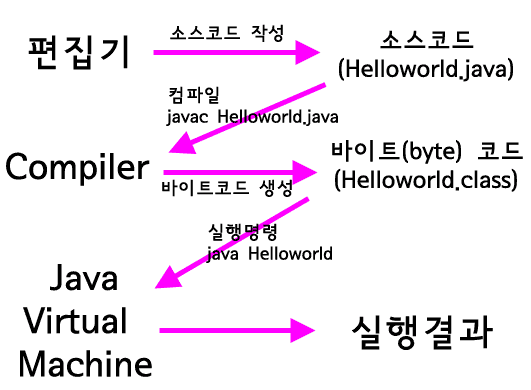 편집기
소스코드 작성
소스코드
(Helloworld.java)
컴파일
javac Helloworld.java
Compiler
바이트(byte) 코드
(Helloworld.class)
바이트코드 생성
실행명령
java Helloworld
Java
Virtual
Machine
실행결과